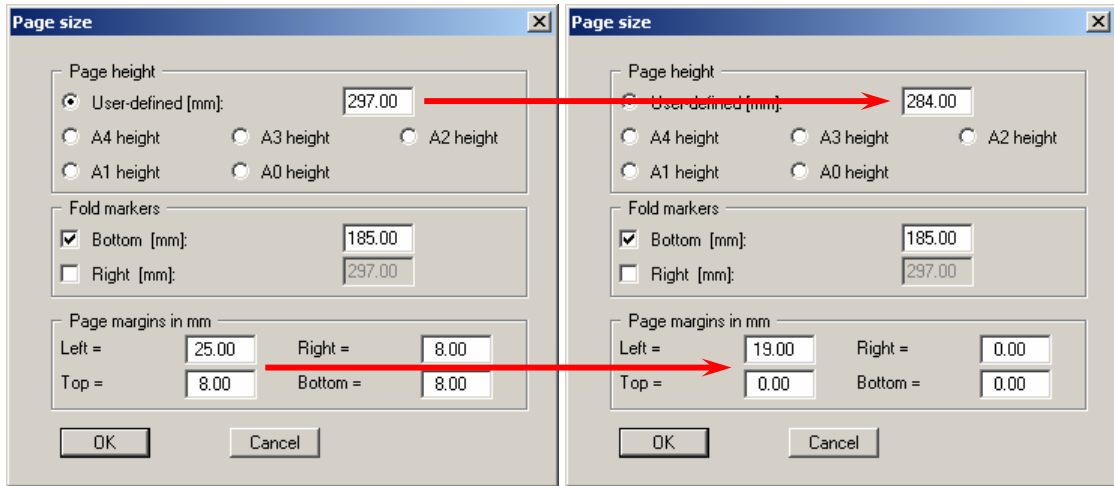 Page size
Page height
User-defined [mm]: 297.00
A4 height A3 height A2 height
A1 height A0 height
Fold markers
Bottom [mm]: 185.00
Right [mm]: 297.00
Page margins in mm
Left = 25.00 Right = 8.00
Top = 8.00 Bottom = 8.00
OK Cancel
Page size
Page height
User-defined [mm]: 284.00
A4 height A3 height A2 height
A1 height A0 height
Fold markers
Bottom [mm]: 185.00
Right [mm]: 297.00
Page margins in mm
Left = 19.00 Right = 0.00
Top = 0.00 Bottom = 0.00
OK Cancel